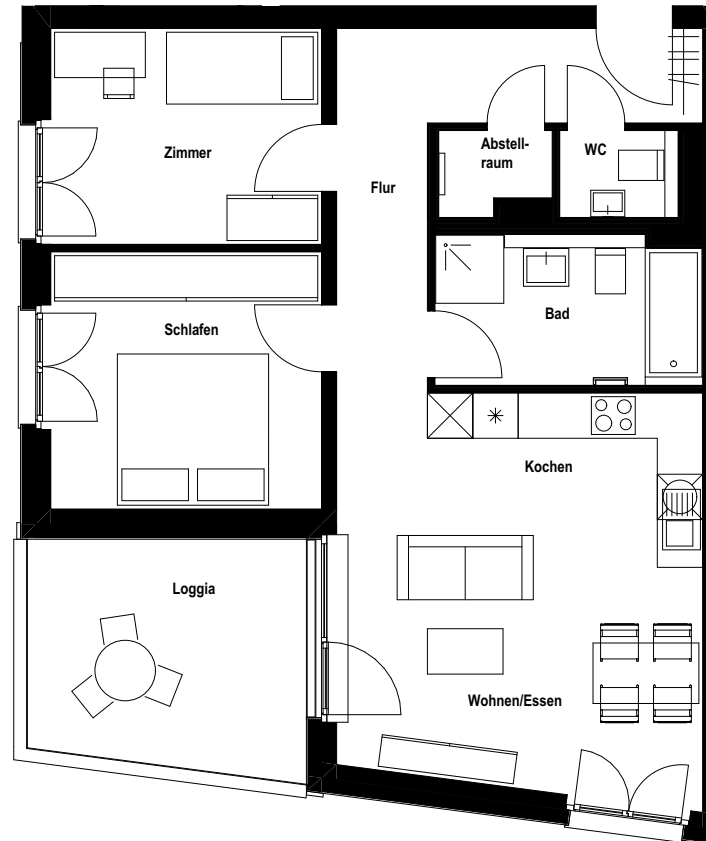 Abstell-
raum
WC
Zimmer
Flur
Bad
Schlafen
Kochen
Loggia
Wohnen/Essen